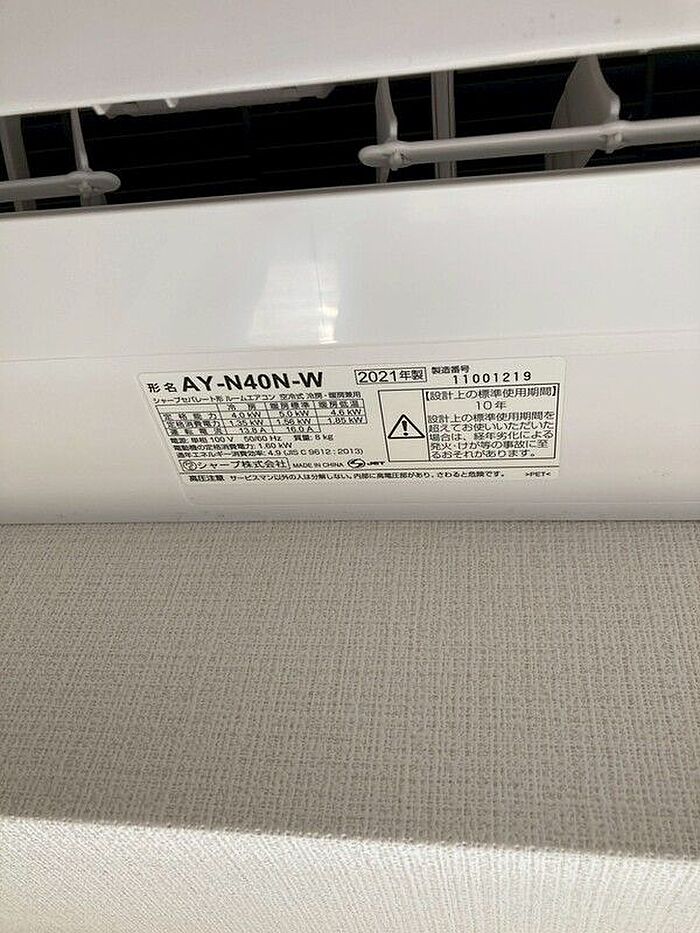 形名 AY-N40N-W 2021年製 製造番号 11001219
シャープセパレート形ルームエアコン 空冷式 冷房・暖房兼用
冷房 暖房標準 暖房低温
定格能力 4.0 kW 5.0 kW 4.6 kW
定格消費電力 1.35 kW 1.56 kW 1.85 kW
運転電流 13.8 A 16.0 A
電源:単相 100 V 50/60 Hz 質量:8 kg
電動機の定格消費電力:1.60 kW
通年エネルギー消費効率:4.9 (JIS C 9612 : 2013)
シャープ株式会社 MADE IN CHINA JET
【設計上の標準使用期間】
10年
設計上の標準使用期間を
超えてお使いいただいた
場合は、経年劣化による
発火・けが等の事故に至
るおそれがあります。
高圧注意 サービスマン以外の人は分解しない。内部に高電圧部があり、さわると危険です。 >PET<